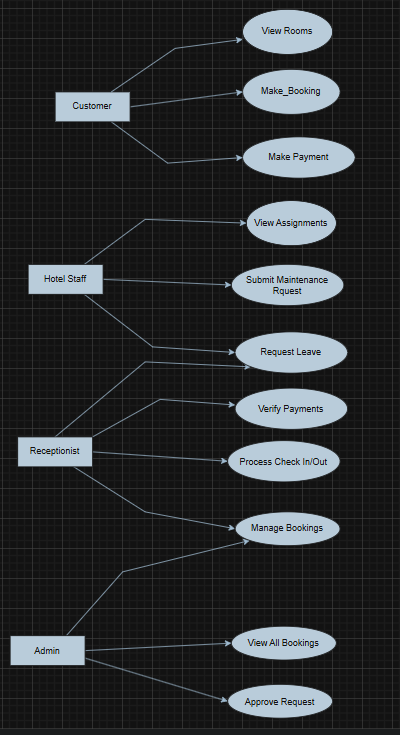 View Rooms
Customer
Make_Booking
Make Payment
View Assignments
Hotel Staff
Submit Maintenance
Rquest
Request Leave
Verify Payments
Receptionist
Process Check In/Out
Manage Bookings
Admin
View All Bookings
Approve Request